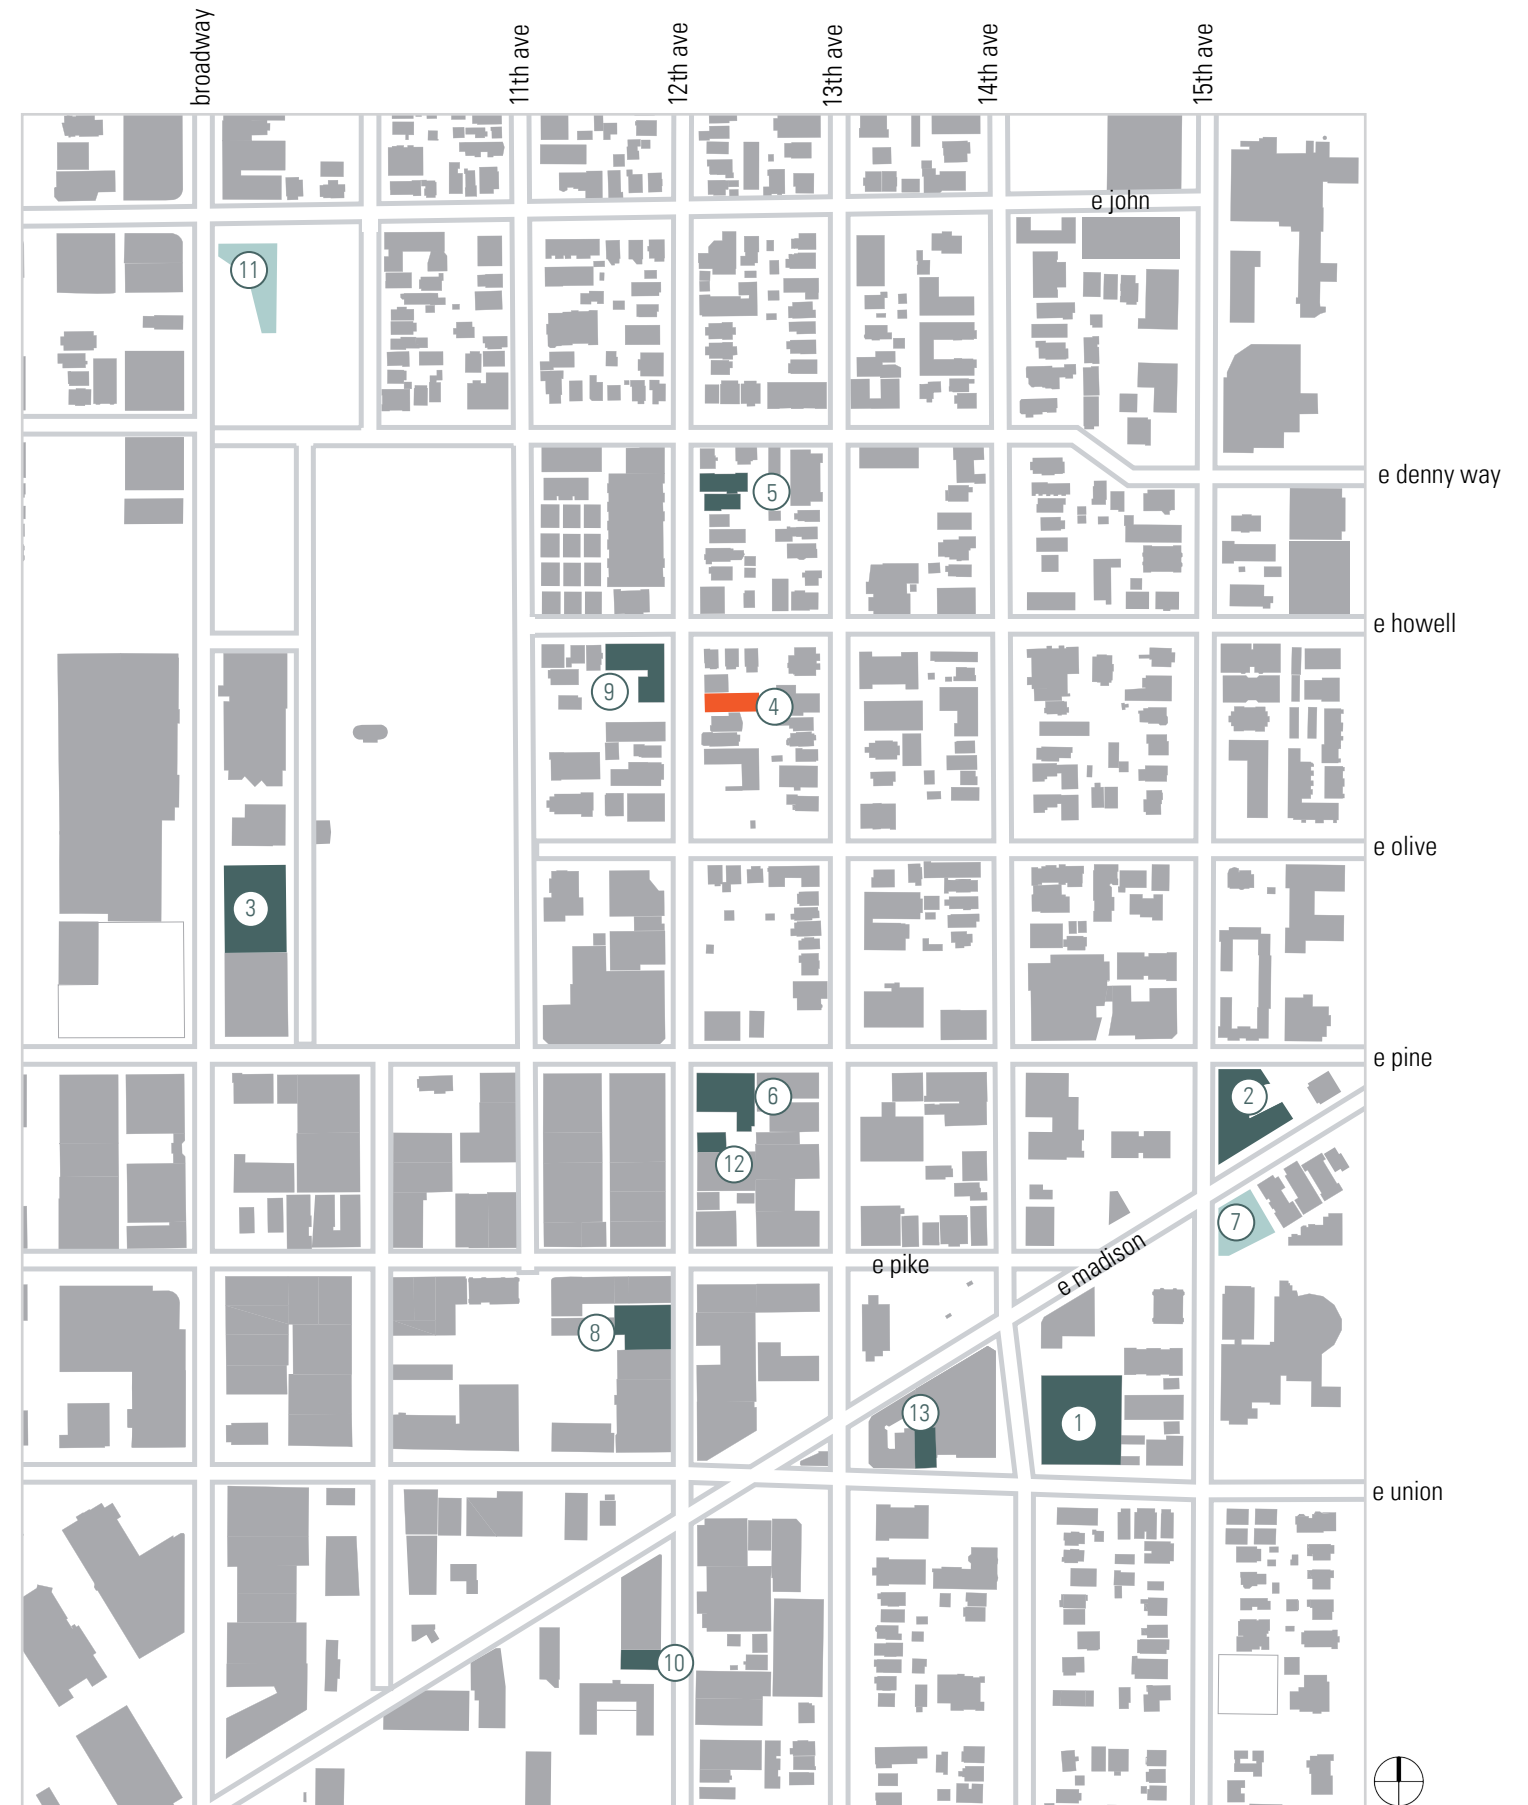 broadway
11th ave
12th ave
13th ave
14th ave
15th ave
e john
11
e denny way
5
e howell
9
4
e olive
3
e pine
6
2
12
7
e pike
e madison
8
13
1
e union
10